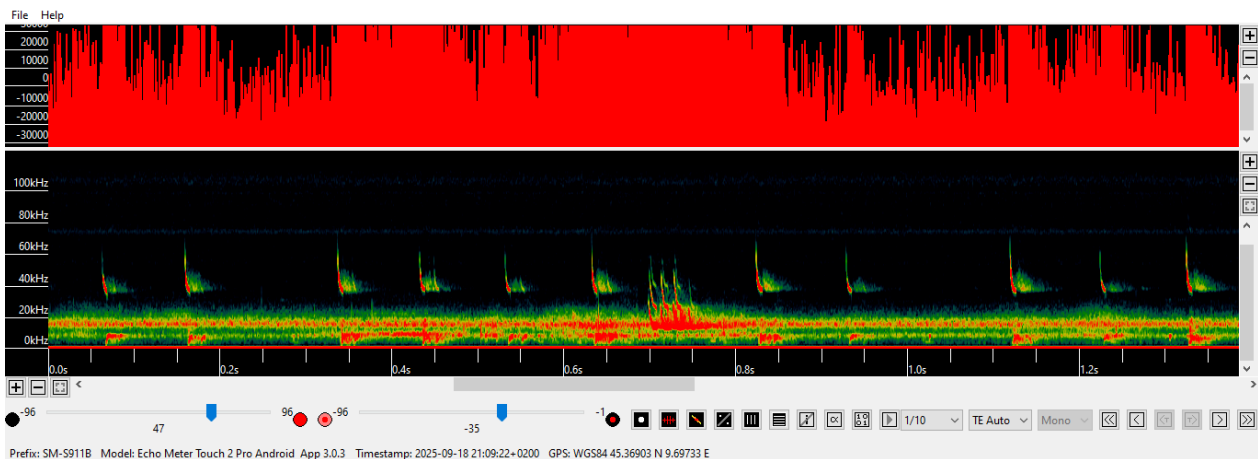 File Help
30000
20000
10000
0
-10000
-20000
-30000
100kHz
80kHz
60kHz
40kHz
20kHz
0kHz
0.0s 0.2s 0.4s 0.6s 0.8s 1.0s 1.2s
-96 96 -96 -1
47 -35
1/10 TE Auto Mono
Prefix: SM-S911B Model: Echo Meter Touch 2 Pro Android App 3.0.3 Timestamp: 2025-09-18 21:09:22+0200 GPS: WGS84 45.36903 N 9.69733 E